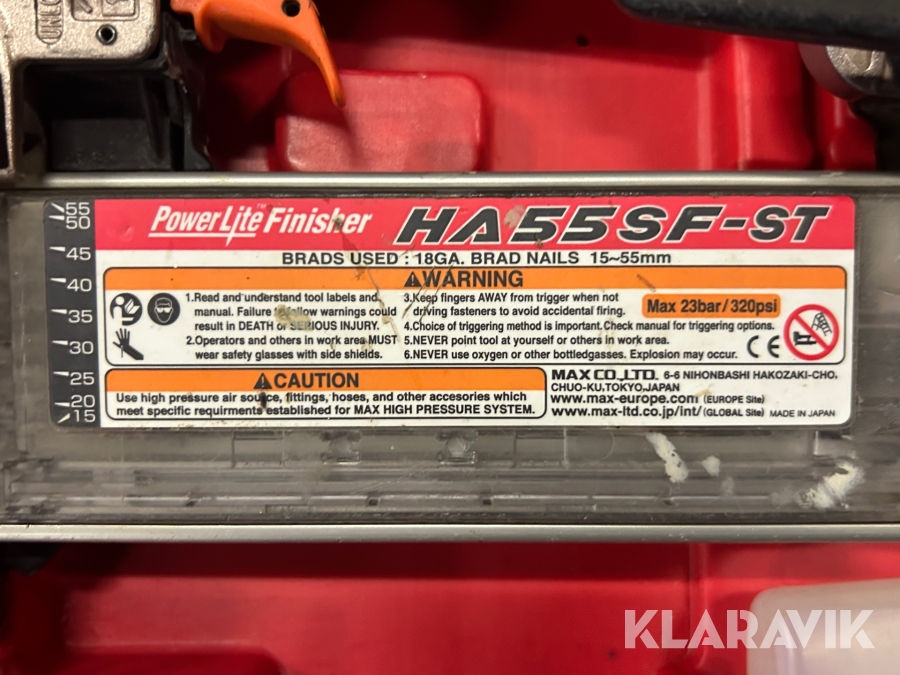 UNLO
PowerLite™ Finisher HA55SF-ST
BRADS USED : 18GA. BRAD NAILS 15~55mm
WARNING
1.Read and understand tool labels and
manual. Failure to follow warnings could
result in DEATH or SERIOUS INJURY.
2.Operators and others in work area MUST
wear safety glasses with side shields.
3.Keep fingers AWAY from trigger when not
driving fasteners to avoid accidental firing.
4.Choice of triggering method is important. Check manual for triggering options.
5.NEVER point tool at yourself or others in work area.
6.NEVER use oxygen or other bottledgasses. Explosion may occur.
Max 23bar/320psi
CE
CAUTION
Use high pressure air source, fittings, hoses, and other accesories which
meet specific requirments established for MAX HIGH PRESSURE SYSTEM.
MAX CO.,LTD. 6-6 NIHONBASHI HAKOZAKI-CHO,
CHUO-KU,TOKYO,JAPAN
www.max-europe.com (EUROPE Site)
www.max-ltd.co.jp/int/ (GLOBAL Site) MADE IN JAPAN
55
50
45
40
35
30
25
20
15
KLARAVIK